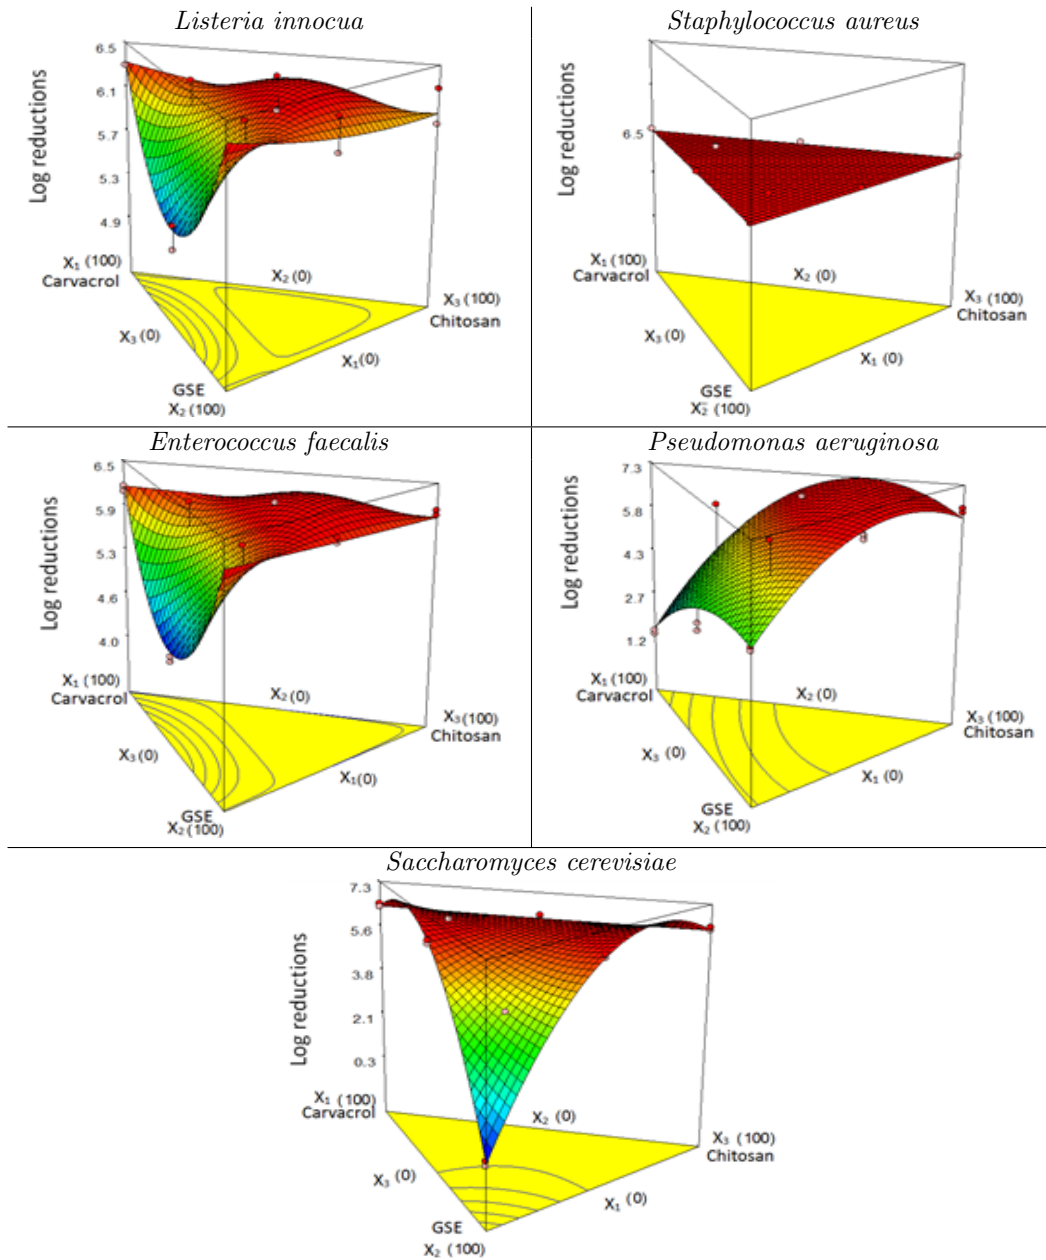 Listeria innocua
6.5
6.1
5.7
5.3
4.9
Log reductions
X₁ (100)
Carvacrol
X₂ (0)
X₃ (100)
Chitosan
X₃ (0)
X₁(0)
GSE
X₂ (100)
Staphylococcus aureus
6.5
Log reductions
X₁ (100)
Carvacrol
X₂ (0)
X₃ (100)
Chitosan
X₃ (0)
X₁ (0)
GSE
X₂ (100)
Enterococcus faecalis
6.5
5.9
5.3
4.6
4.0
Log reductions
X₁ (100)
Carvacrol
X₂ (0)
X₃ (100)
Chitosan
X₃ (0)
X₁(0)
GSE
X₂ (100)
Pseudomonas aeruginosa
7.3
5.8
4.3
2.7
1.2
Log reductions
X₁ (100)
Carvacrol
X₂ (0)
X₃ (100)
Chitosan
X₃ (0)
X₁ (0)
GSE
X₂ (100)
Saccharomyces cerevisiae
7.3
5.6
3.8
2.1
0.3
Log reductions
X₁ (100)
Carvacrol
X₂ (0)
X₃ (100)
Chitosan
X₃ (0)
X₁ (0)
GSE
X₂ (100)